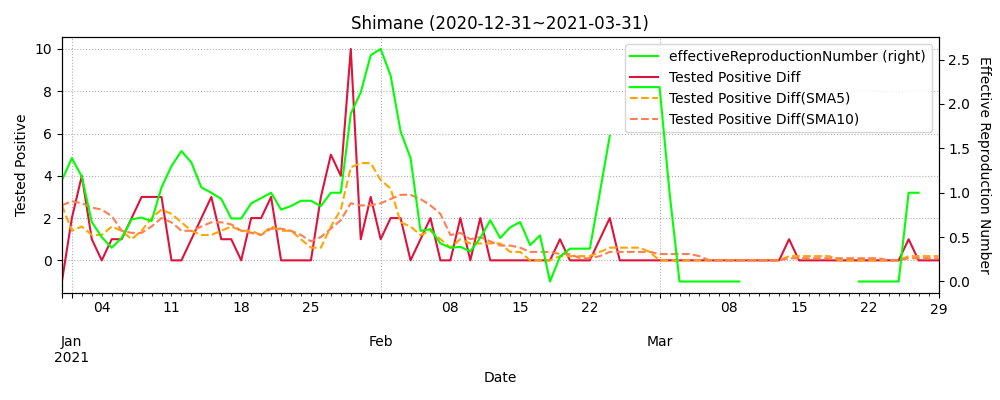 Shimane (2020-12-31~2021-03-31)
effectiveReproductionNumber (right)
Tested Positive Diff
Tested Positive Diff(SMA5)
Tested Positive Diff(SMA10)
Tested Positive
10
8
6
4
2
0
2.5
2.0
1.5
1.0
0.5
0.0
Effective Reproduction Number
04 11 18 25 08 15 22 08 15 22 29
Jan Feb Mar
2021
Date